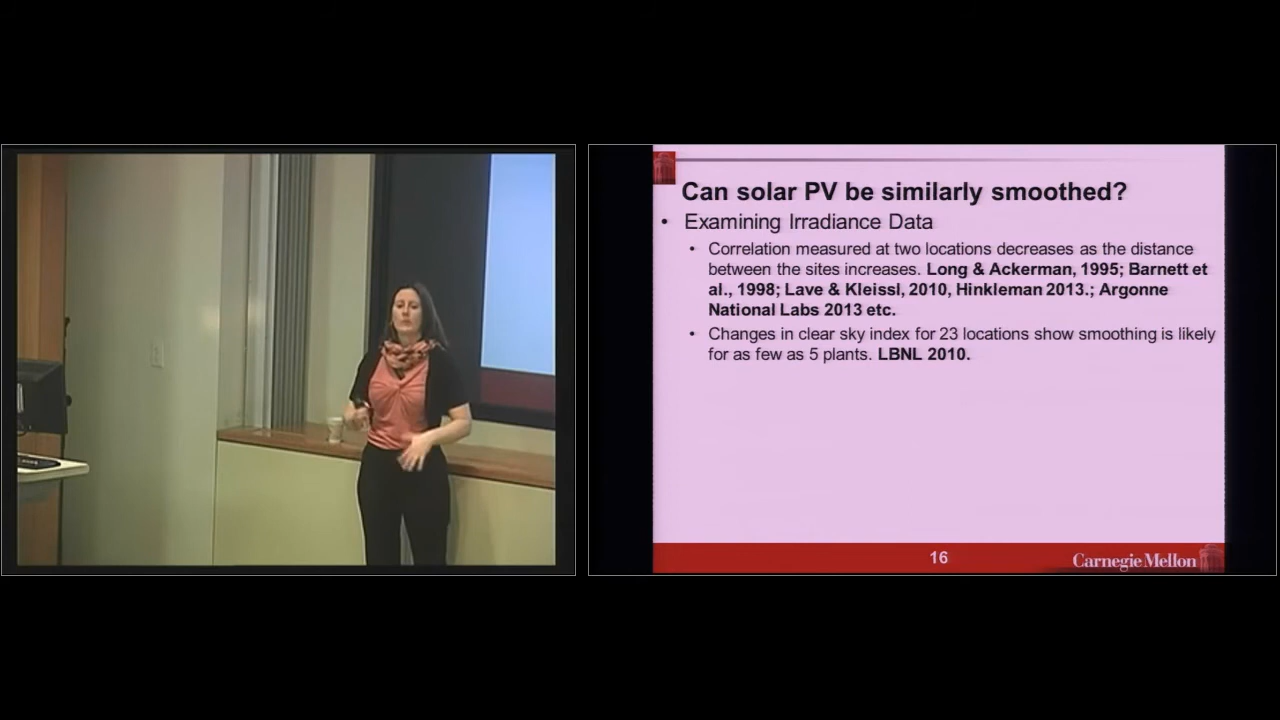 Can solar PV be similarly smoothed?
• Examining Irradiance Data
• Correlation measured at two locations decreases as the distance
between the sites increases. Long & Ackerman, 1995; Barnett et
al., 1998; Lave & Kleissl, 2010, Hinkleman 2013.; Argonne
National Labs 2013 etc.
• Changes in clear sky index for 23 locations show smoothing is likely
for as few as 5 plants. LBNL 2010.
16
Carnegie Mellon